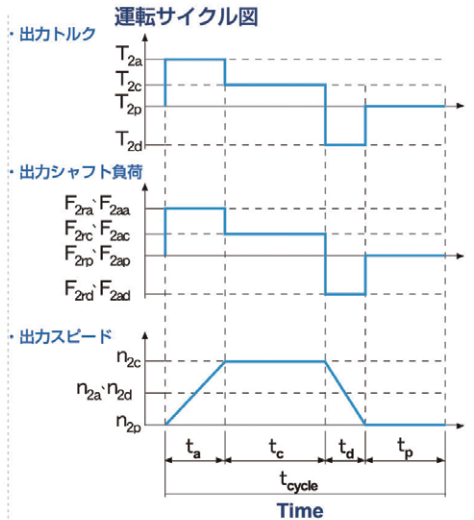 運転サイクル図
・出力トルク
T2a
T2c
T2p
T2d
・出力シャフト負荷
F2ra、F2aa
F2rc、F2ac
F2rp、F2ap
F2rd、F2ad
・出力スピード
n2c
n2a、n2d
n2p
ta tc td tp
tcycle
Time